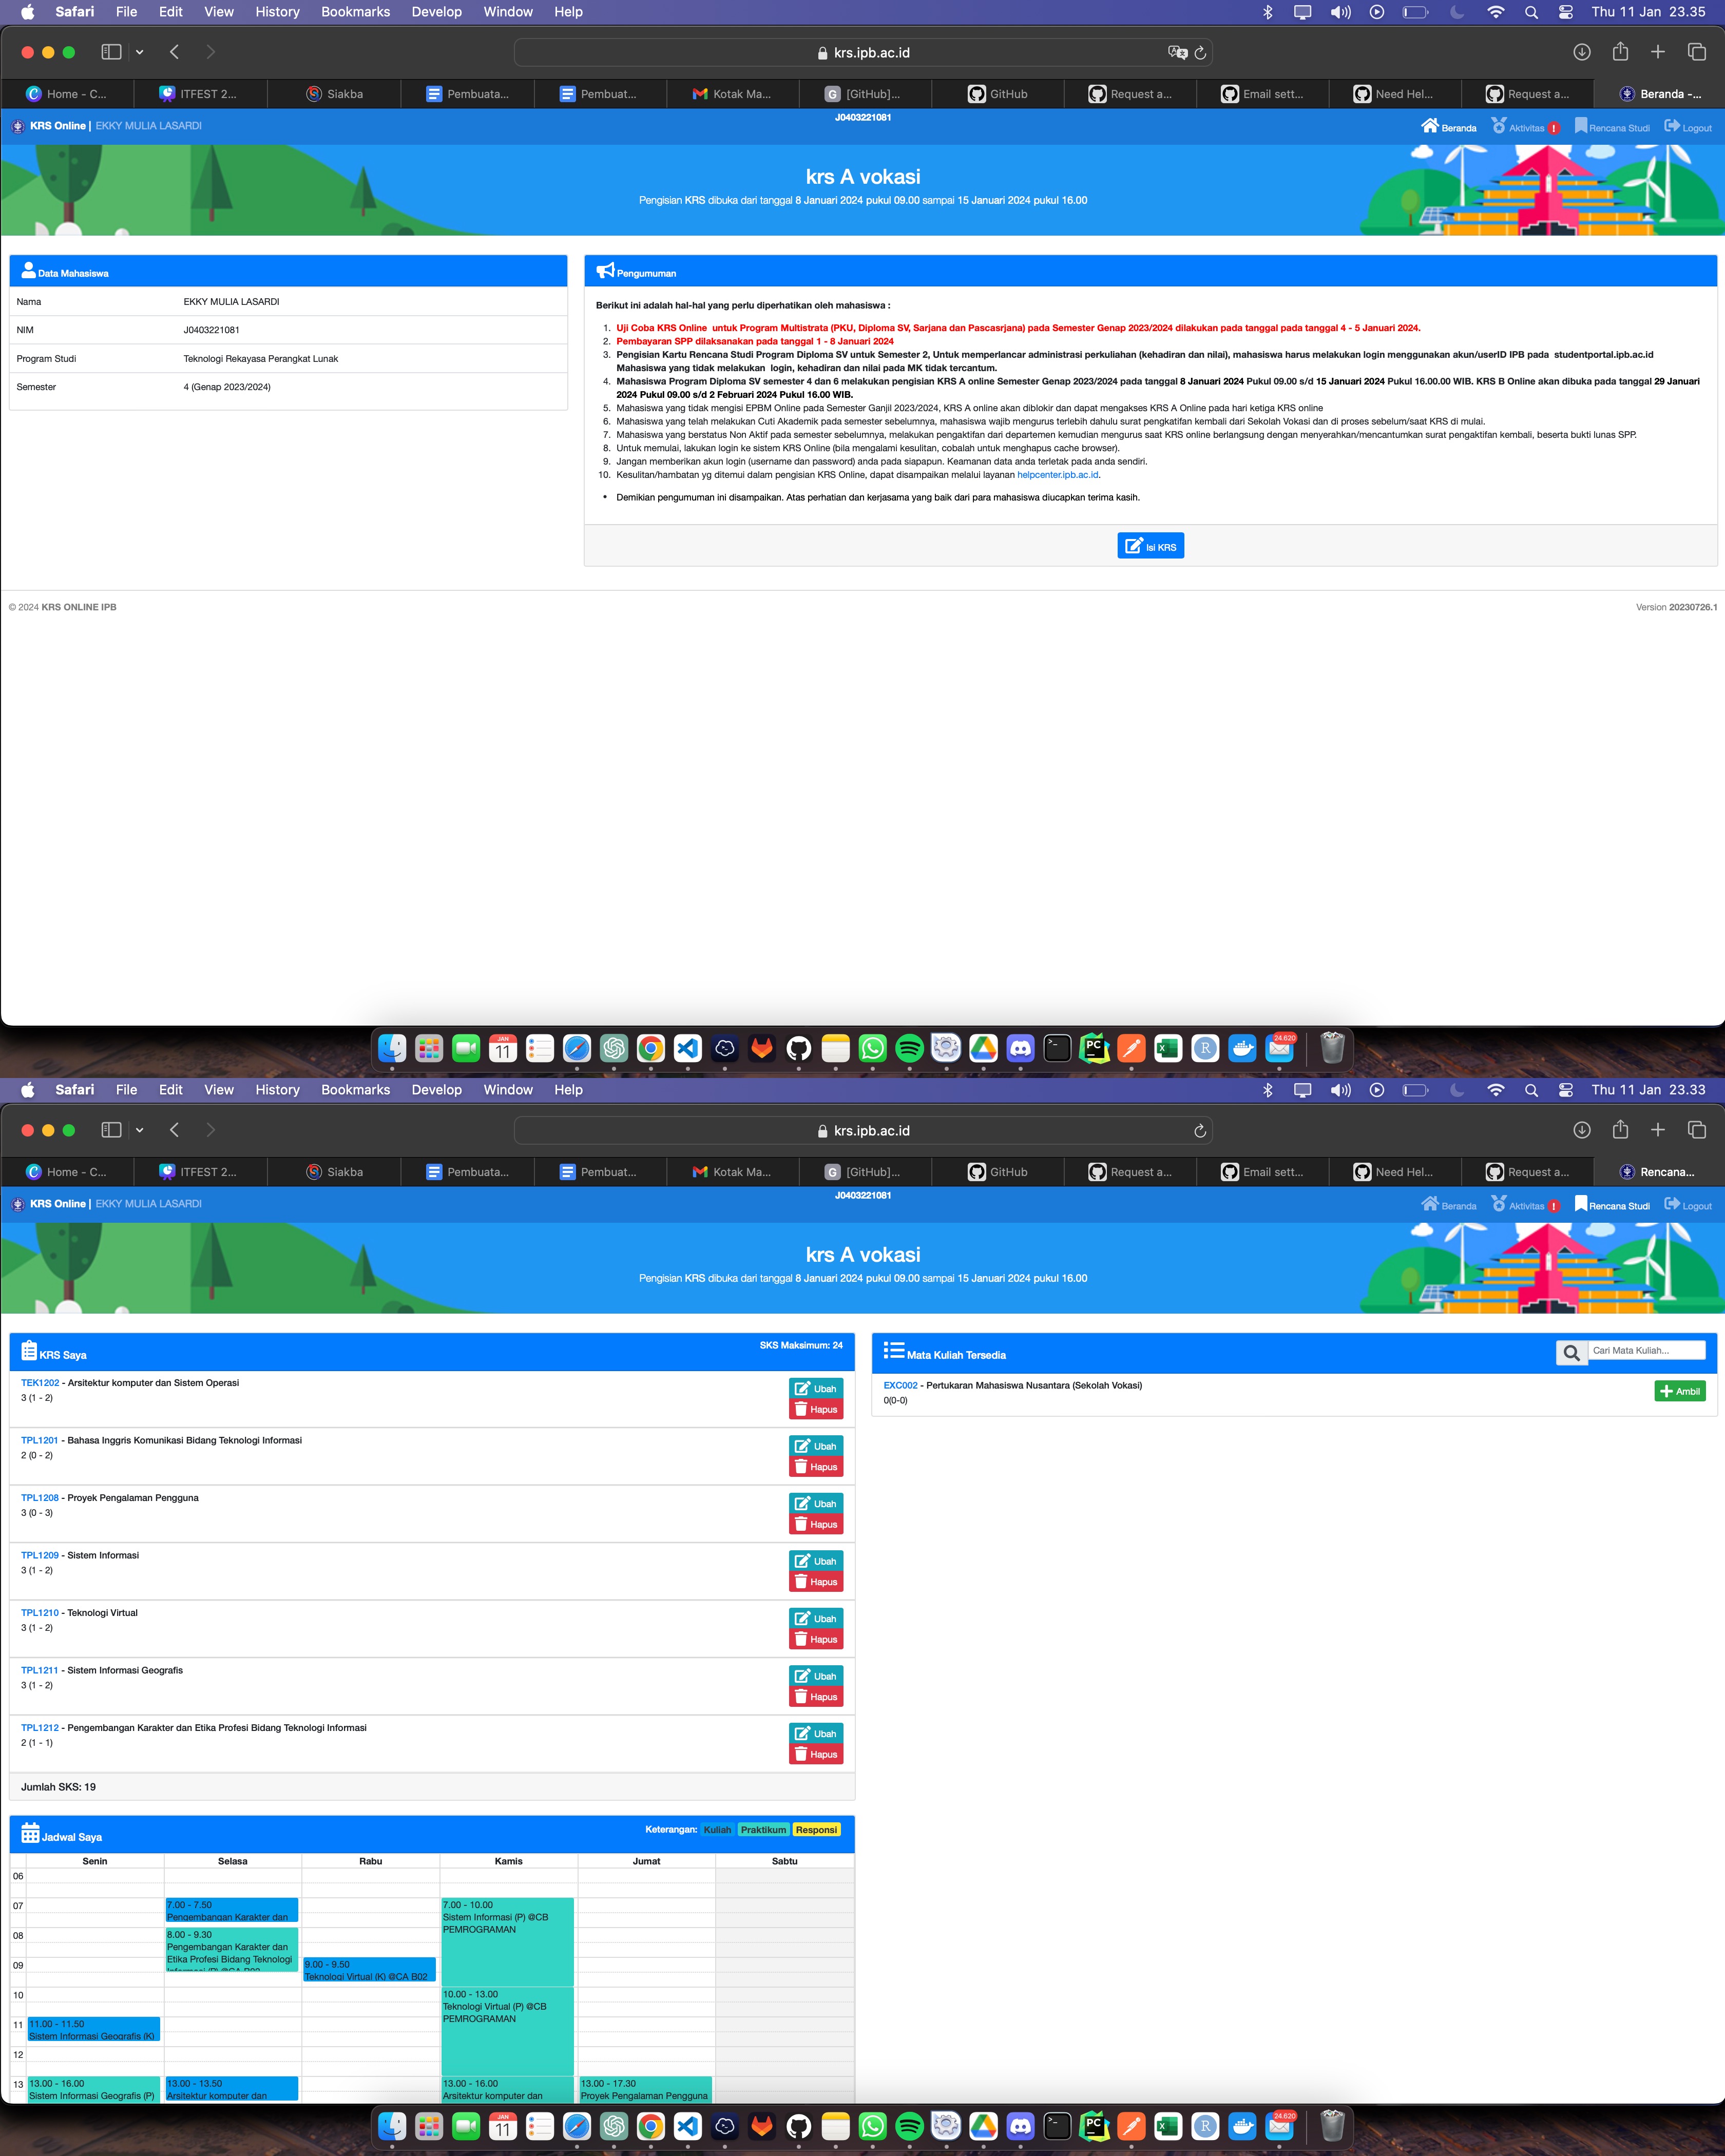 Safari File Edit View History Bookmarks Develop Window Help Thu 11 Jan 23.35
krs.ipb.ac.id
Home - C... ITFEST 2... Siakba Pembuata... Pembuat... Kotak Ma... [GitHub]... GitHub Request a... Email sett... Need Hel... Request a... Beranda -...
KRS Online | EKKY MULIA LASARDI J0403221081 Beranda Aktivitas ! Rencana Studi Logout
krs A vokasi
Pengisian KRS dibuka dari tanggal 8 Januari 2024 pukul 09.00 sampai 15 Januari 2024 pukul 16.00
Data Mahasiswa
Nama EKKY MULIA LASARDI
NIM J0403221081
Program Studi Teknologi Rekayasa Perangkat Lunak
Semester 4 (Genap 2023/2024)
Pengumuman
Berikut ini adalah hal-hal yang perlu diperhatikan oleh mahasiswa :
1. Uji Coba KRS Online untuk Program Multistrata (PKU, Diploma SV, Sarjana dan Pascasrjana) pada Semester Genap 2023/2024 dilakukan pada tanggal pada tanggal 4 - 5 Januari 2024.
2. Pembayaran SPP dilaksanakan pada tanggal 1 - 8 Januari 2024
3. Pengisian Kartu Rencana Studi Program Diploma SV untuk Semester 2, Untuk memperlancar administrasi perkuliahan (kehadiran dan nilai), mahasiswa harus melakukan login menggunakan akun/userID IPB pada studentportal.ipb.ac.id
Mahasiswa yang tidak melakukan login, kehadiran dan nilai pada MK tidak tercantum.
4. Mahasiswa Program Diploma SV semester 4 dan 6 melakukan pengisian KRS A online Semester Genap 2023/2024 pada tanggal 8 Januari 2024 Pukul 09.00 s/d 15 Januari 2024 Pukul 16.00.00 WIB. KRS B Online akan dibuka pada tanggal 29 Januari
2024 Pukul 09.00 s/d 2 Februari 2024 Pukul 16.00 WIB.
5. Mahasiswa yang tidak mengisi EPBM Online pada Semester Ganjil 2023/2024, KRS A online akan diblokir dan dapat mengakses KRS A Online pada hari ketiga KRS online
6. Mahasiswa yang telah melakukan Cuti Akademik pada semester sebelumnya, mahasiswa wajib mengurus terlebih dahulu surat pengkatifan kembali dari Sekolah Vokasi dan di proses sebelum/saat KRS di mulai.
7. Mahasiswa yang berstatus Non Aktif pada semester sebelumnya, melakukan pengaktifan dari departemen kemudian mengurus saat KRS online berlangsung dengan menyerahkan/mencantumkan surat pengaktifan kembali, beserta bukti lunas SPP.
8. Untuk memulai, lakukan login ke sistem KRS Online (bila mengalami kesulitan, cobalah untuk menghapus cache browser).
9. Jangan memberikan akun login (username dan password) anda pada siapapun. Keamanan data anda terletak pada anda sendiri.
10. Kesulitan/hambatan yg ditemui dalam pengisian KRS Online, dapat disampaikan melalui layanan helpcenter.ipb.ac.id.
• Demikian pengumuman ini disampaikan. Atas perhatian dan kerjasama yang baik dari para mahasiswa diucapkan terima kasih.
Isi KRS
© 2024 KRS ONLINE IPB Version 20230726.1
JAN
11
PC
R
24.620
Safari File Edit View History Bookmarks Develop Window Help Thu 11 Jan 23.33
krs.ipb.ac.id
Home - C... ITFEST 2... Siakba Pembuata... Pembuat... Kotak Ma... [GitHub]... GitHub Request a... Email sett... Need Hel... Request a... Rencana...
KRS Online | EKKY MULIA LASARDI J0403221081 Beranda Aktivitas ! Rencana Studi Logout
krs A vokasi
Pengisian KRS dibuka dari tanggal 8 Januari 2024 pukul 09.00 sampai 15 Januari 2024 pukul 16.00
KRS Saya SKS Maksimum: 24
TEK1202 - Arsitektur komputer dan Sistem Operasi
3 (1 - 2)
Ubah
Hapus
TPL1201 - Bahasa Inggris Komunikasi Bidang Teknologi Informasi
2 (0 - 2)
Ubah
Hapus
TPL1208 - Proyek Pengalaman Pengguna
3 (0 - 3)
Ubah
Hapus
TPL1209 - Sistem Informasi
3 (1 - 2)
Ubah
Hapus
TPL1210 - Teknologi Virtual
3 (1 - 2)
Ubah
Hapus
TPL1211 - Sistem Informasi Geografis
3 (1 - 2)
Ubah
Hapus
TPL1212 - Pengembangan Karakter dan Etika Profesi Bidang Teknologi Informasi
2 (1 - 1)
Ubah
Hapus
Jumlah SKS: 19
Mata Kuliah Tersedia Cari Mata Kuliah...
EXC002 - Pertukaran Mahasiswa Nusantara (Sekolah Vokasi)
0(0-0)
Ambil
Jadwal Saya Keterangan: Kuliah Praktikum Responsi
Senin Selasa Rabu Kamis Jumat Sabtu
06
07
08
09
10
11
12
13
11.00 - 11.50
Sistem Informasi Geografis (K)
13.00 - 16.00
Sistem Informasi Geografis (P)
7.00 - 7.50
Pengembangan Karakter dan
8.00 - 9.30
Pengembangan Karakter dan
Etika Profesi Bidang Teknologi
Informasi (P) @CA B02
13.00 - 13.50
Arsitektur komputer dan
9.00 - 9.50
Teknologi Virtual (K) @CA B02
7.00 - 10.00
Sistem Informasi (P) @CB
PEMROGRAMAN
10.00 - 13.00
Teknologi Virtual (P) @CB
PEMROGRAMAN
13.00 - 16.00
Arsitektur komputer dan
13.00 - 17.30
Proyek Pengalaman Pengguna
JAN
11
PC
R
24.620